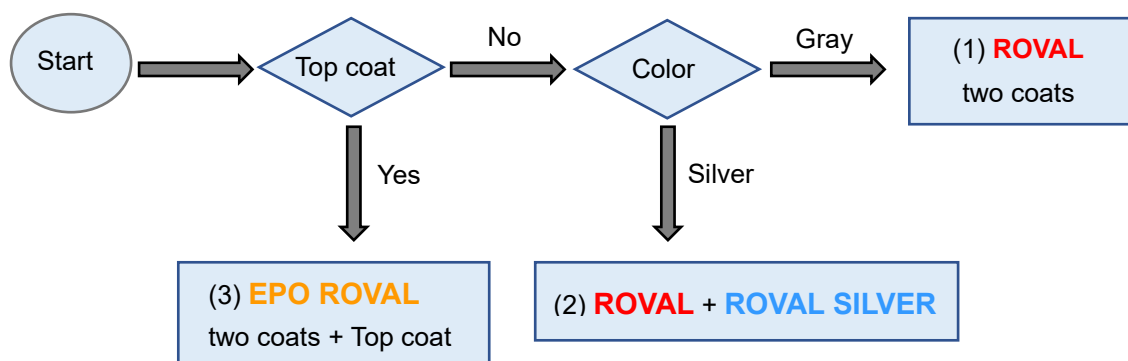 Start
Top coat
No
Color
Gray
(1) ROVAL
two coats
Yes
Silver
(3) EPO ROVAL
two coats + Top coat
(2) ROVAL + ROVAL SILVER